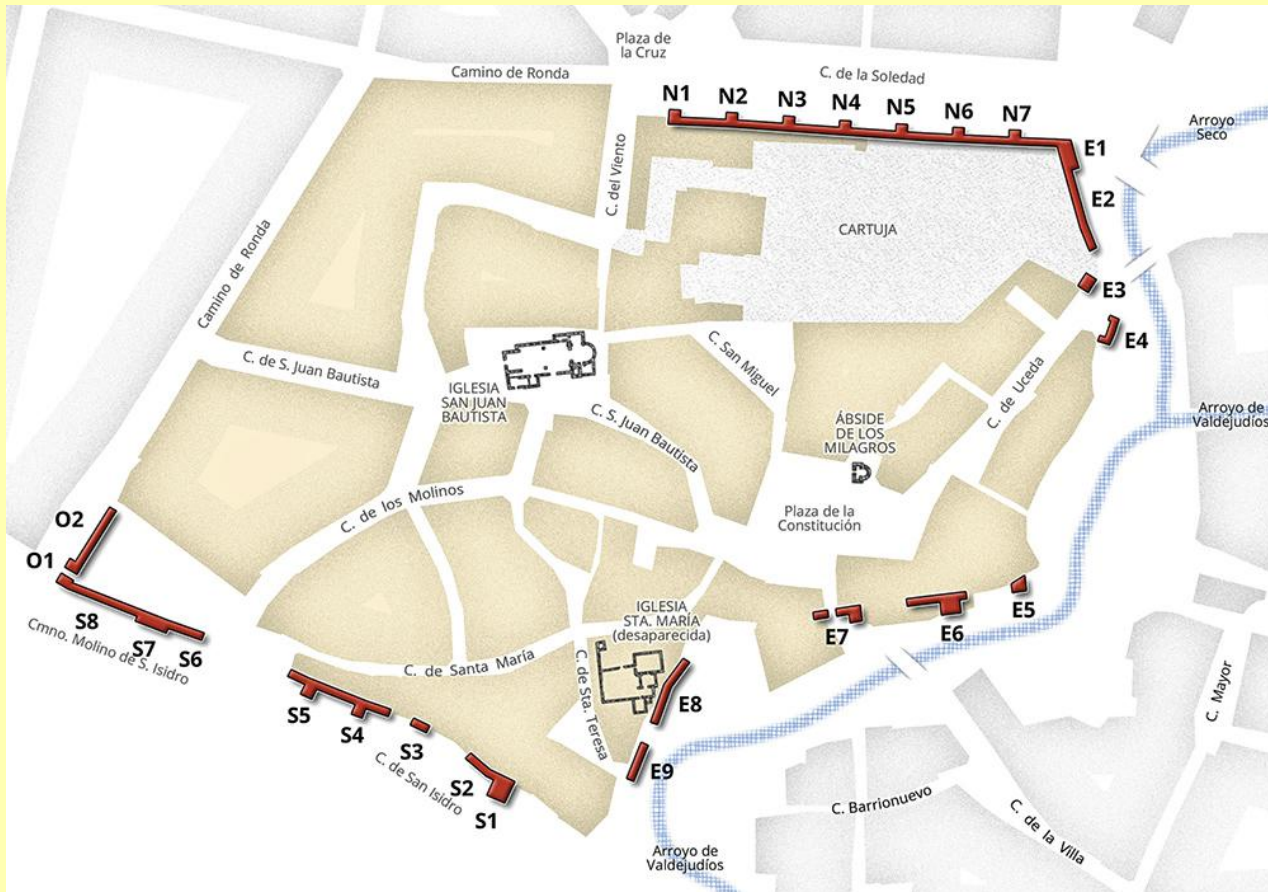 Plaza de
la Cruz
Camino de Ronda
C. de la Soledad
N1
N2
N3
N4
N5
N6
N7
E1
Arroyo
Seco
C. del Viento
E2
CARTUJA
Camino de Ronda
E3
E4
C. de S. Juan Bautista
IGLESIA
SAN JUAN
BAUTISTA
C. San Miguel
C. de Uceda
C. S. Juan Bautista
ÁBSIDE
DE LOS
MILAGROS
Arroyo de
Valdejudíos
C. de los Molinos
Plaza de la
Constitución
O2
O1
S8
S7
S6
Cmno. Molino de S. Isidro
IGLESIA
STA. MARÍA
(desaparecida)
E7
E6
E5
C. de Santa María
C. de Sta. Teresa
E8
C. Mayor
S5
S4
S3
C. de San Isidro
S2
S1
E9
C. Barrionuevo
C. de la Villa
Arroyo de
Valdejudíos